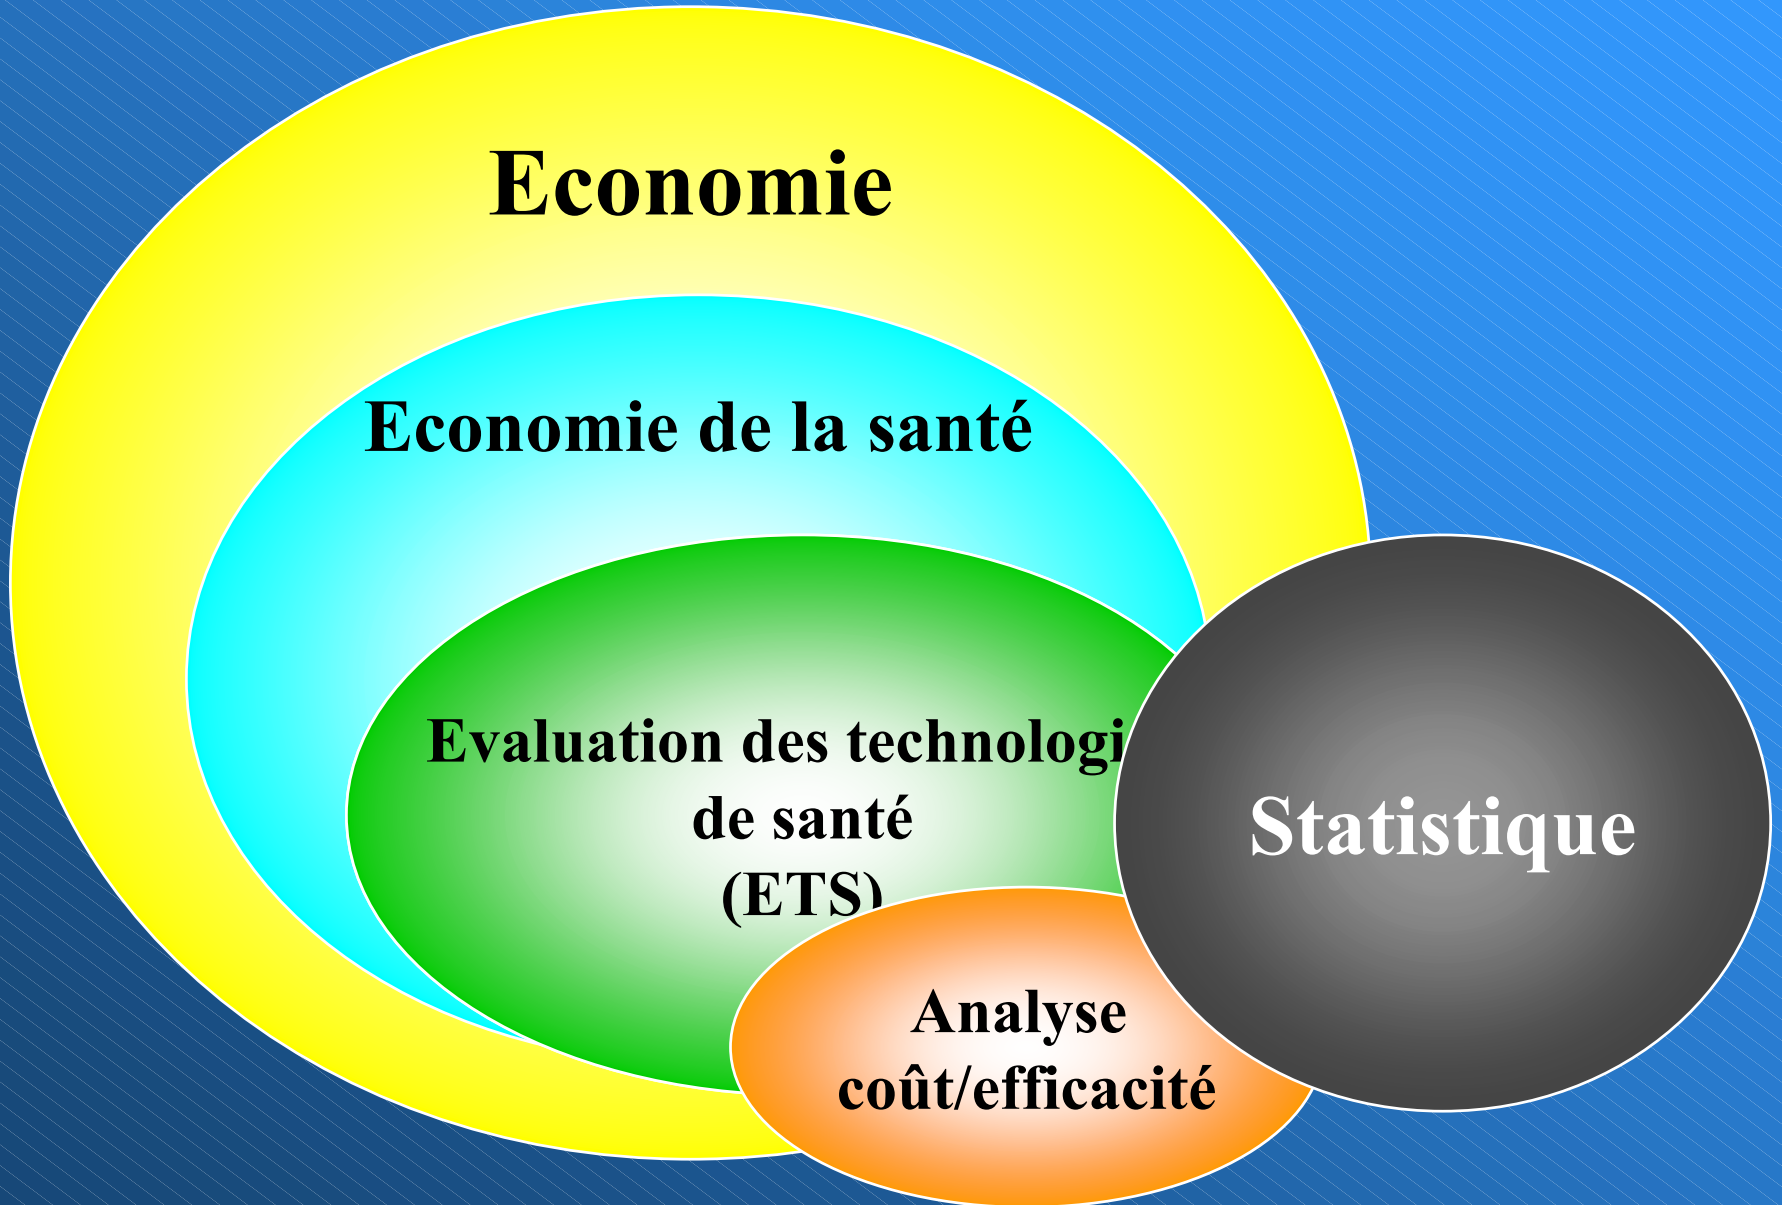 Economie
Economie de la santé
Evaluation des technologi
de santé
(ETS)
Statistique
Analyse
coût/efficacité